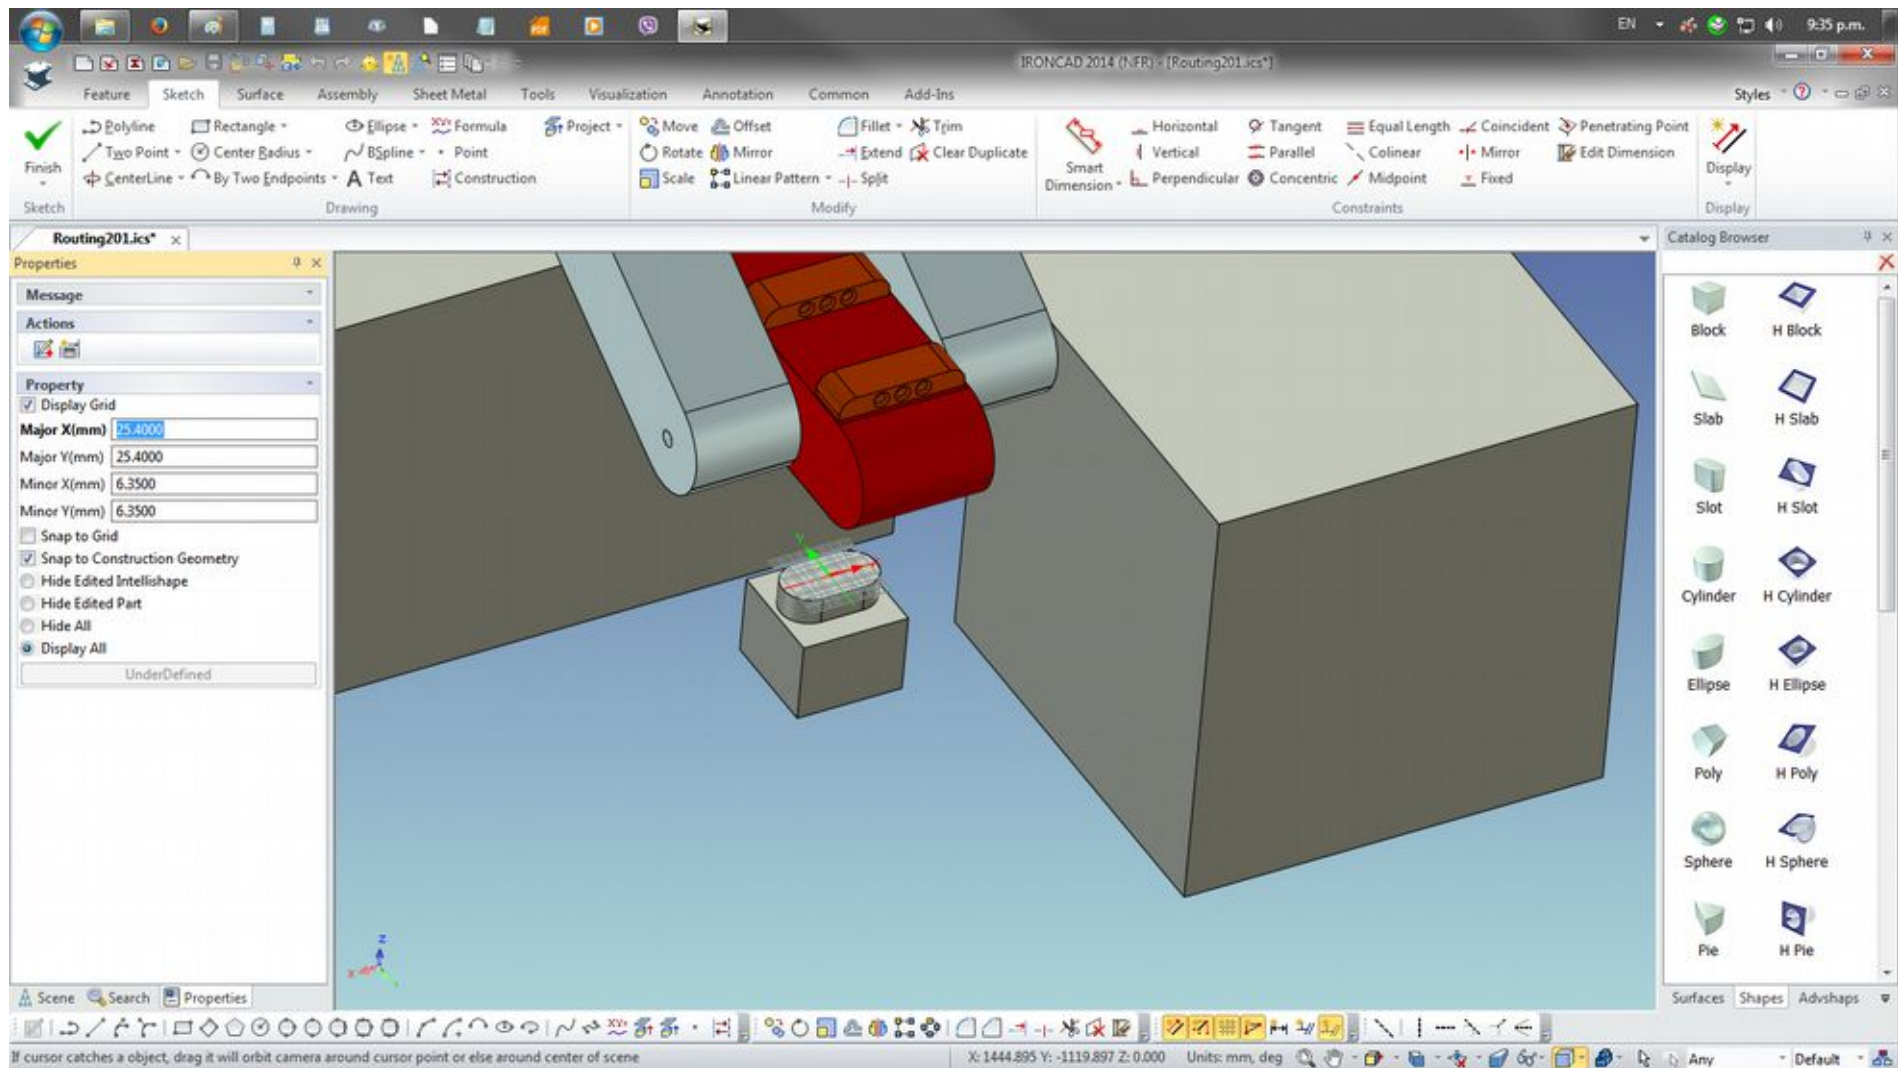 EN 9:35 p.m.
IRONCAD 2014 (NFR) - [Routing201.ics*]
Feature Sketch Surface Assembly Sheet Metal Tools Visualization Annotation Common Add-Ins Styles
Polyline Rectangle Ellipse Formula Project Move Offset Fillet Trim Horizontal Tangent Equal Length Coincident Penetrating Point
Two Point Center Radius BSpline Point Rotate Mirror Extend Clear Duplicate Vertical Parallel Colinear Mirror Edit Dimension
Finish Smart Dimension Display
CenterLine By Two Endpoints Text Construction Scale Linear Pattern Split Perpendicular Concentric Midpoint Fixed
Sketch Drawing Modify Constraints Display
Routing201.ics* Catalog Browser
Properties
Message
Actions
Property
Display Grid
Major X(mm) 25.4000
Major Y(mm) 25.4000
Minor X(mm) 6.3500
Minor Y(mm) 6.3500
Snap to Grid
Snap to Construction Geometry
Hide Edited Intellishape
Hide Edited Part
Hide All
Display All
UnderDefined
Y
Z
X
Block H Block
Slab H Slab
Slot H Slot
Cylinder H Cylinder
Ellipse H Ellipse
Poly H Poly
Sphere H Sphere
Pie H Pie
Scene Search Properties
Surfaces Shapes Advshaps
If cursor catches a object, drag it will orbit camera around cursor point or else around center of scene X: 1444.895 Y: -1119.897 Z: 0.000 Units: mm, deg Any Default